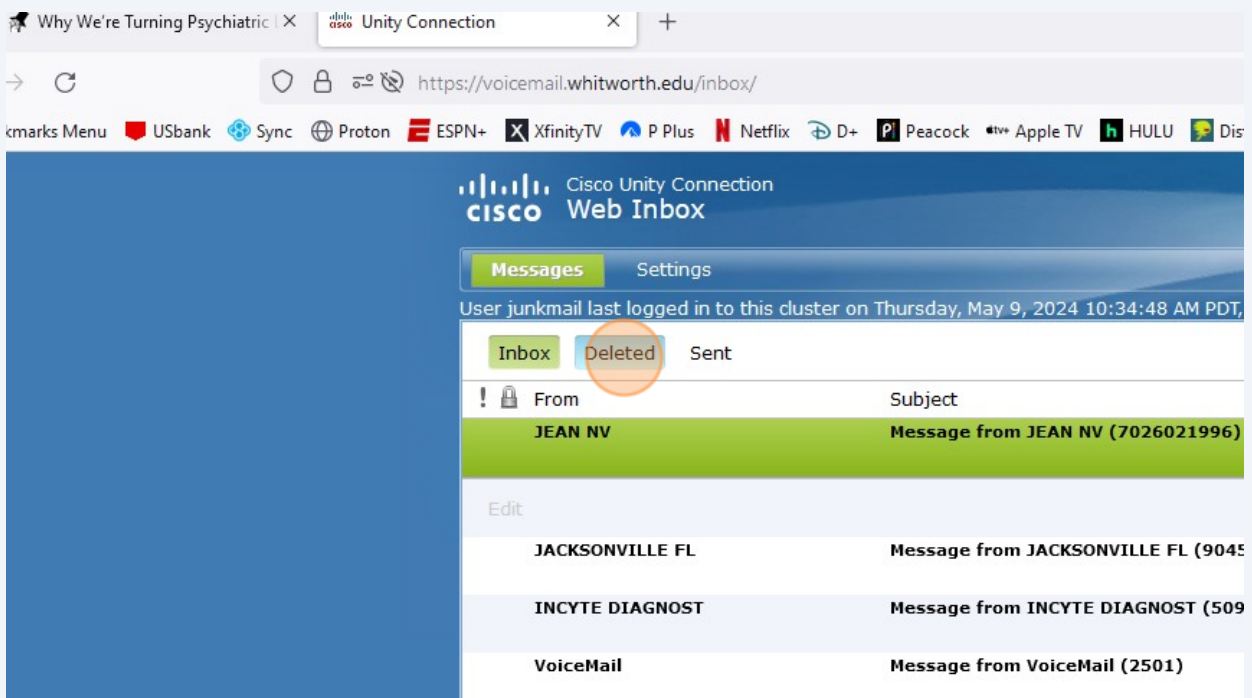 Why We're Turning Psychiatric
cisco Unity Connection
https://voicemail.whitworth.edu/inbox/
Menu USbank Sync Proton ESPN+ XfinityTV P Plus Netflix D+ Peacock tv+ Apple TV HULU
CISCO Cisco Unity Connection
Web Inbox
Messages Settings
User junkmail last logged in to this cluster on Thursday, May 9, 2024 10:34:48 AM PDT,
Inbox Deleted Sent
! From Subject
JEAN NV Message from JEAN NV (7026021996)
Edit
JACKSONVILLE FL Message from JACKSONVILLE FL (9045
INCYTE DIAGNOST Message from INCYTE DIAGNOST (509
VoiceMail Message from VoiceMail (2501)